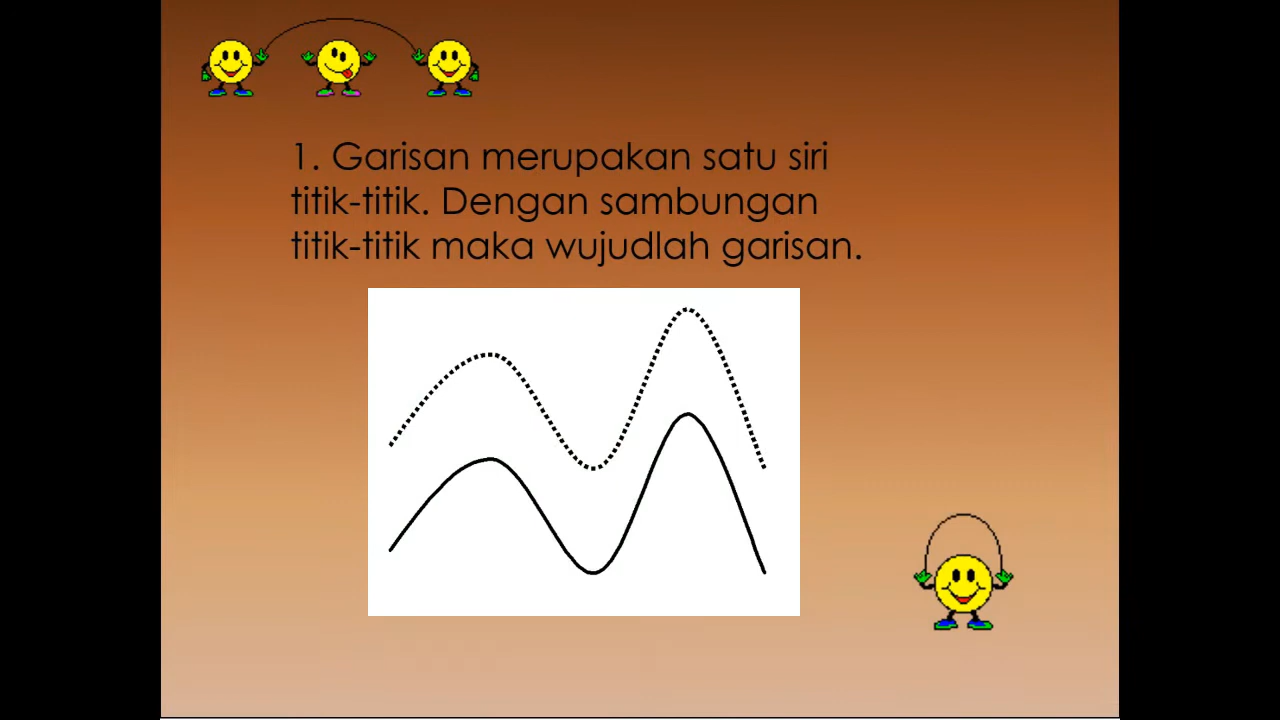 1. Garisan merupakan satu siri
titik-titik. Dengan sambungan
titik-titik maka wujudlah garisan.